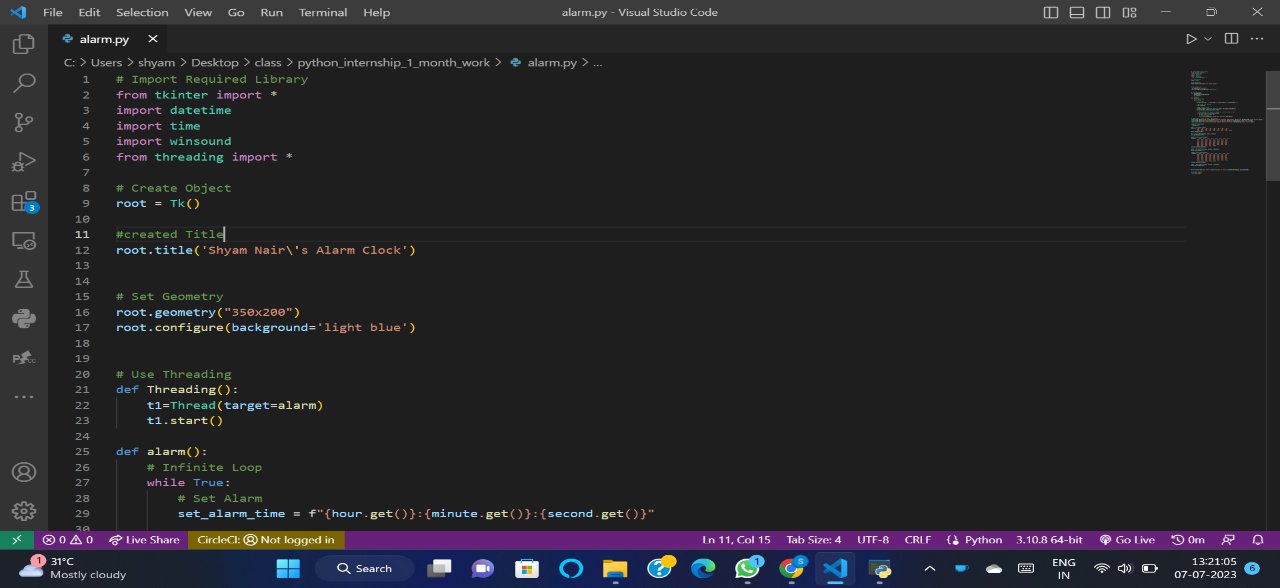 File Edit Selection View Go Run Terminal Help alarm.py - Visual Studio Code
alarm.py
C: > Users > shyam > Desktop > class > python_internship_1_month_work > alarm.py > ...
1 # Import Required Library
2 from tkinter import *
3 import datetime
4 import time
5 import winsound
6 from threading import *
7
8 # Create Object
9 root = Tk()
10
11 #created Title
12 root.title('Shyam Nair\'s Alarm Clock')
13
14
15 # Set Geometry
16 root.geometry("350x200")
17 root.configure(background='light blue')
18
19
20 # Use Threading
21 def Threading():
22 t1=Thread(target=alarm)
23 t1.start()
24
25 def alarm():
26 # Infinite Loop
27 while True:
28 # Set Alarm
29 set_alarm_time = f"{hour.get()}:{minute.get()}:{second.get()}"
30
3
0 0 Live Share CircleCI: Not logged in Ln 11, Col 15 Tab Size: 4 UTF-8 CRLF Python 3.10.8 64-bit Go Live 0m
1 31°C
Mostly cloudy
Search
1
S
ENG
IN
13:21:05
07-07-2023
6